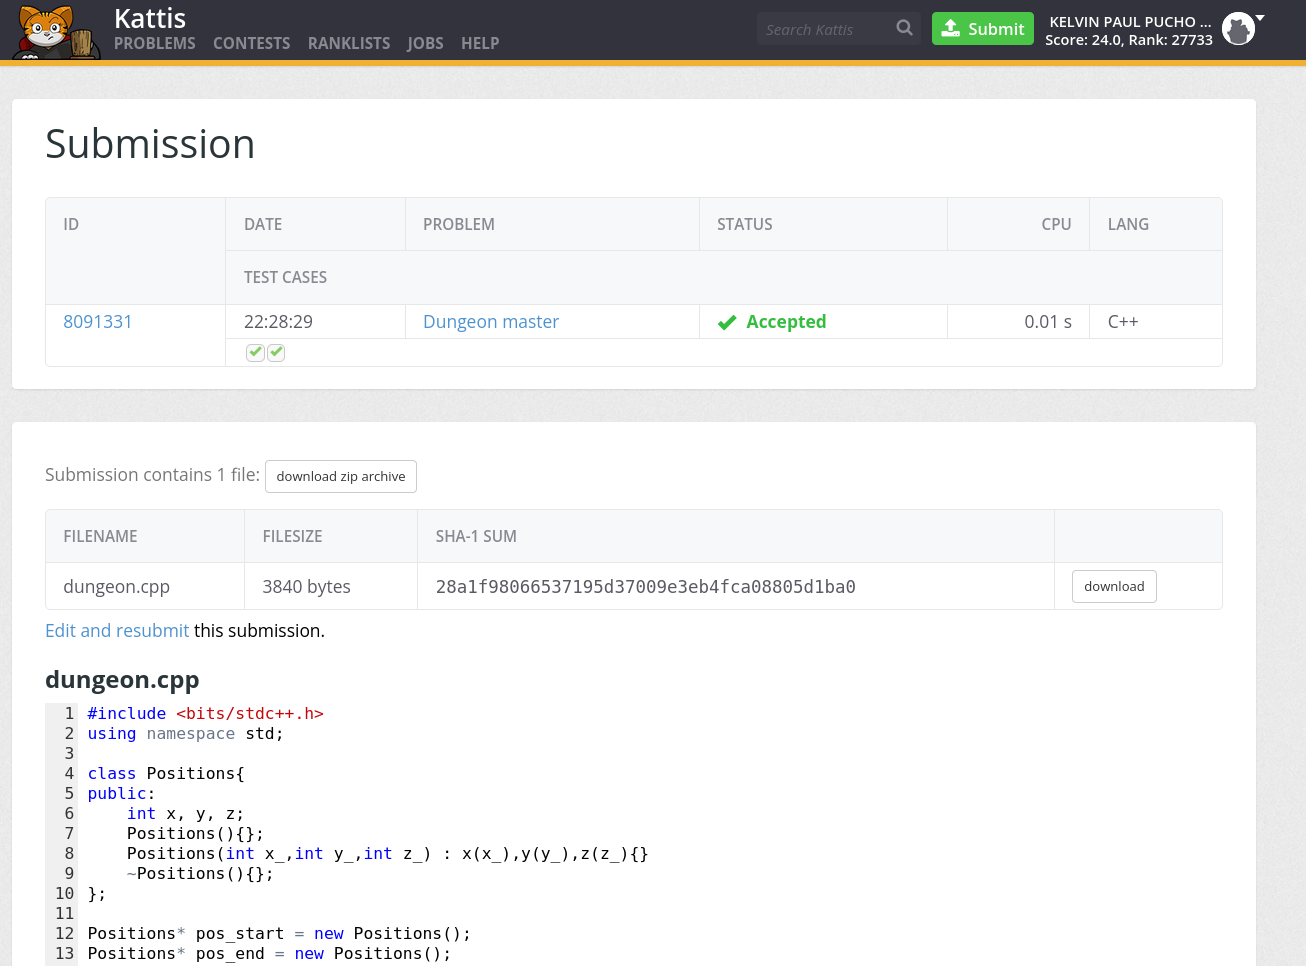 Kattis
PROBLEMS CONTESTS RANKLISTS JOBS HELP
Search Kattis
Submit
KELVIN PAUL PUCHO ...
Score: 24.0, Rank: 27733
Submission
ID DATE PROBLEM STATUS CPU LANG
TEST CASES
8091331 22:28:29 Dungeon master Accepted 0.01 s C++
Submission contains 1 file: download zip archive
FILENAME FILESIZE SHA-1 SUM
dungeon.cpp 3840 bytes 28a1f98066537195d37009e3eb4fca08805d1ba0 download
Edit and resubmit this submission.
dungeon.cpp
1 #include <bits/stdc++.h>
2 using namespace std;
3
4 class Positions{
5 public:
6     int x, y, z;
7     Positions(){};
8     Positions(int x_,int y_,int z_) : x(x_),y(y_),z(z_){}
9     ~Positions(){};
10 };
11
12 Positions* pos_start = new Positions();
13 Positions* pos_end = new Positions();